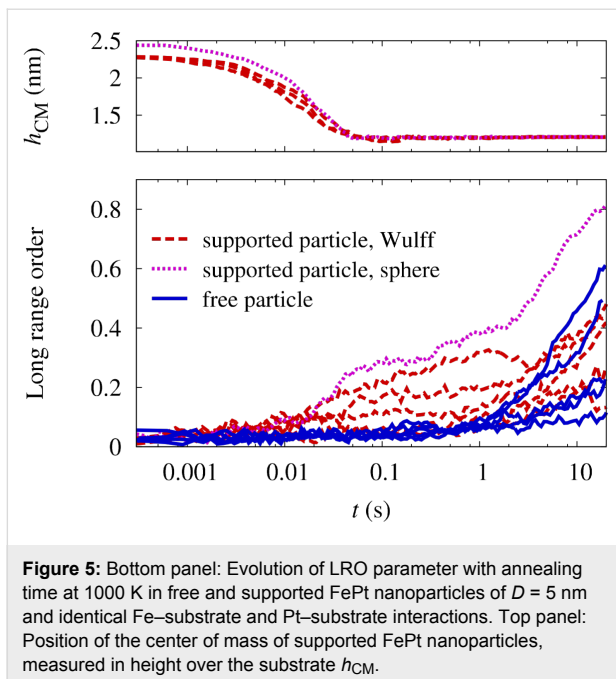 2.5
2
1.5
h_CM (nm)
0.8
0.6
0.4
0.2
0
Long range order
supported particle, Wulff
supported particle, sphere
free particle
0.001 0.01 0.1 1 10
t (s)
Figure 5: Bottom panel: Evolution of LRO parameter with annealing
time at 1000 K in free and supported FePt nanoparticles of D = 5 nm
and identical Fe–substrate and Pt–substrate interactions. Top panel:
Position of the center of mass of supported FePt nanoparticles,
measured in height over the substrate h_CM.